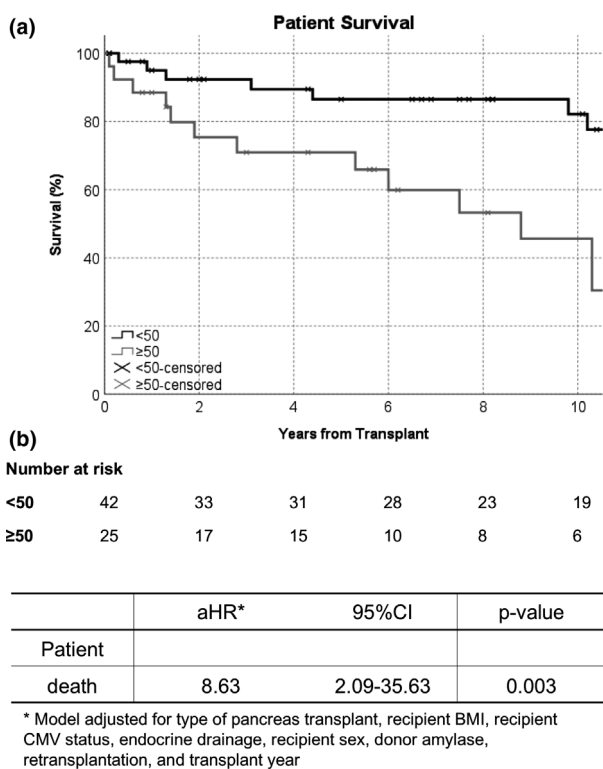 (a)
Patient Survival
Survival (%)
100
80
60
40
20
0
<50
≥50
<50-censored
≥50-censored
0 2 4 6 8 10
Years from Transplant
(b)
Number at risk
<50 42 33 31 28 23 19
≥50 25 17 15 10 8 6
aHR* 95%CI p-value
Patient
death 8.63 2.09-35.63 0.003
* Model adjusted for type of pancreas transplant, recipient BMI, recipient
CMV status, endocrine drainage, recipient sex, donor amylase,
retransplantation, and transplant year